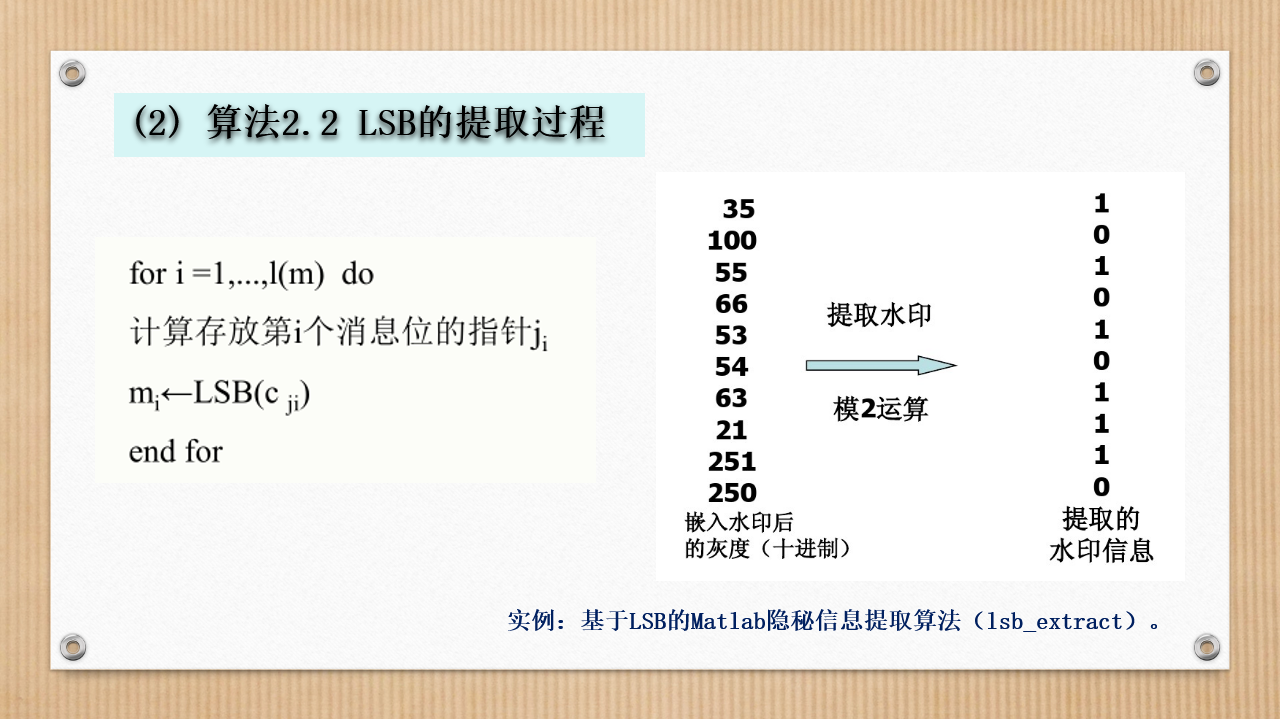 (2) 算法2.2 LSB的提取过程
for i =1,...,l(m) do
计算存放第i个消息位的指针ji
mi←LSB(c ji)
end for
35
100
55
66
53
54
63
21
251
250
嵌入水印后
的灰度（十进制）
提取水印
模2运算
1
0
1
0
1
0
1
1
1
0
提取的
水印信息
实例：基于LSB的Matlab隐秘信息提取算法（lsb_extract）。